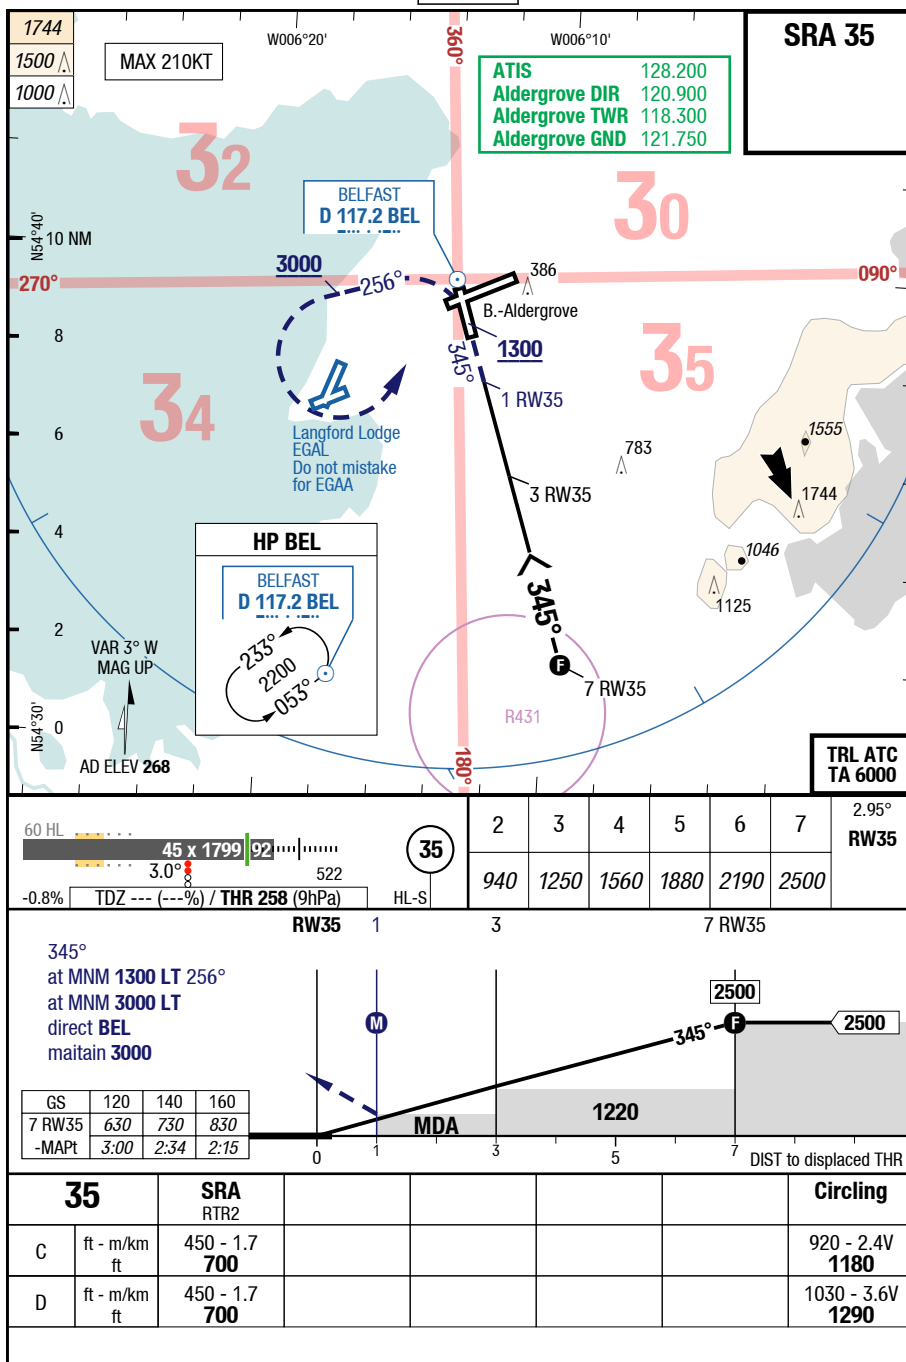 1744
1500
1000
MAX 210KT
W006°20'
360°
W006°10'
SRA 35
ATIS 128.200
Aldergrove DIR 120.900
Aldergrove TWR 118.300
Aldergrove GND 121.750
32
30
BELFAST
D 117.2 BEL
N54°40'
10 NM
270°
3000
256°
386
090°
B.-Aldergrove
8
1300
345°
35
1 RW35
34
6
Langford Lodge
EGAL
Do not mistake
for EGAA
783
1555
3 RW35
1744
4
HP BEL
1046
BELFAST
D 117.2 BEL
345°
1125
2
VAR 3° W
MAG UP
233°
2200
053°
7 RW35
R431
N54°30'
0
180°
AD ELEV 268
TRL ATC
TA 6000
60 HL
45 x 1799 92
3.0°
522
-0.8%
TDZ --- (---%) / THR 258 (9hPa)
35
HL-S
2 3 4 5 6 7 2.95°
RW35
940 1250 1560 1880 2190 2500
RW35 1 3 7 RW35
345°
at MNM 1300 LT 256°
at MNM 3000 LT
direct BEL
maitain 3000
2500
M
345°
F
2500
GS 120 140 160
7 RW35 630 730 830
-MAPt 3:00 2:34 2:15
MDA
1220
0 1 3 5 7 DIST to displaced THR
35 SRA Circling
RTR2
C ft - m/km 450 - 1.7 920 - 2.4V
ft 700 1180
D ft - m/km 450 - 1.7 1030 - 3.6V
ft 700 1290